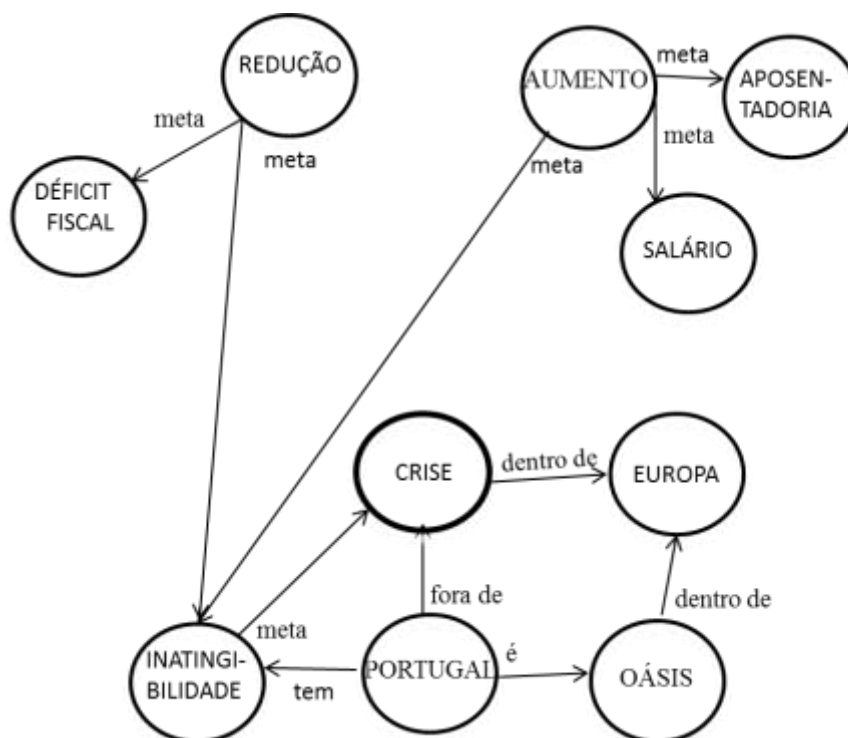 REDUÇÃO
AUMENTO
meta
APOSEN-
TADORIA
meta
meta
meta
meta
DÉFICIT
FISCAL
SALÁRIO
CRISE
dentro de
EUROPA
fora de
dentro de
meta
INATINGI-
BILIDADE
tem
PORTUGAL
é
OÁSIS